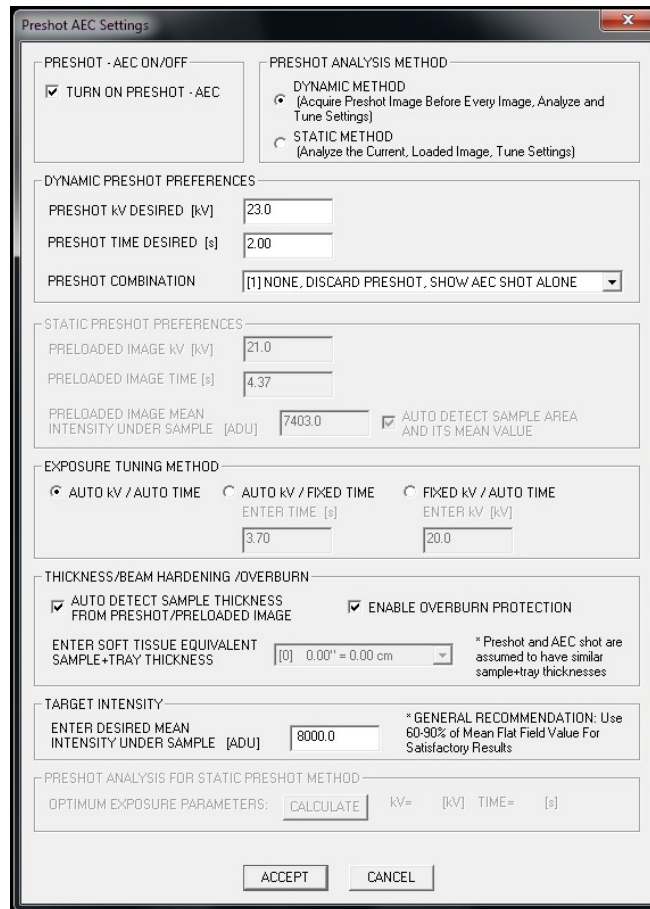 Preshot AEC Settings
x
PRESHOT - AEC ON/OFF
TURN ON PRESHOT - AEC
PRESHOT ANALYSIS METHOD
DYNAMIC METHOD
(Acquire Preshot Image Before Every Image, Analyze and
Tune Settings)
STATIC METHOD
(Analyze the Current, Loaded Image, Tune Settings)
DYNAMIC PRESHOT PREFERENCES
PRESHOT kV DESIRED [kV] 23.0
PRESHOT TIME DESIRED [s] 2.00
PRESHOT COMBINATION [1] NONE, DISCARD PRESHOT, SHOW AEC SHOT ALONE
STATIC PRESHOT PREFERENCES
PRELOADED IMAGE kV [kV] 21.0
PRELOADED IMAGE TIME [s] 4.37
PRELOADED IMAGE MEAN
INTENSITY UNDER SAMPLE [ADU] 7403.0
AUTO DETECT SAMPLE AREA
AND ITS MEAN VALUE
EXPOSURE TUNING METHOD
AUTO kV / AUTO TIME
AUTO kV / FIXED TIME
ENTER TIME [s]
3.70
FIXED kV / AUTO TIME
ENTER kV [kV]
20.0
THICKNESS/BEAM HARDENING /OVERBURN
AUTO DETECT SAMPLE THICKNESS
FROM PRESHOT/PRELOADED IMAGE
ENABLE OVERBURN PROTECTION
ENTER SOFT TISSUE EQUIVALENT
SAMPLE+TRAY THICKNESS
[0] 0.00" = 0.00 cm
* Preshot and AEC shot are
assumed to have similar
sample+tray thicknesses
TARGET INTENSITY
ENTER DESIRED MEAN
INTENSITY UNDER SAMPLE [ADU] 8000.0
* GENERAL RECOMMENDATION: Use
60-90% of Mean Flat Field Value For
Satisfactory Results
PRESHOT ANALYSIS FOR STATIC PRESHOT METHOD
OPTIMUM EXPOSURE PARAMETERS: CALCULATE kV= [kV] TIME= [s]
ACCEPT CANCEL